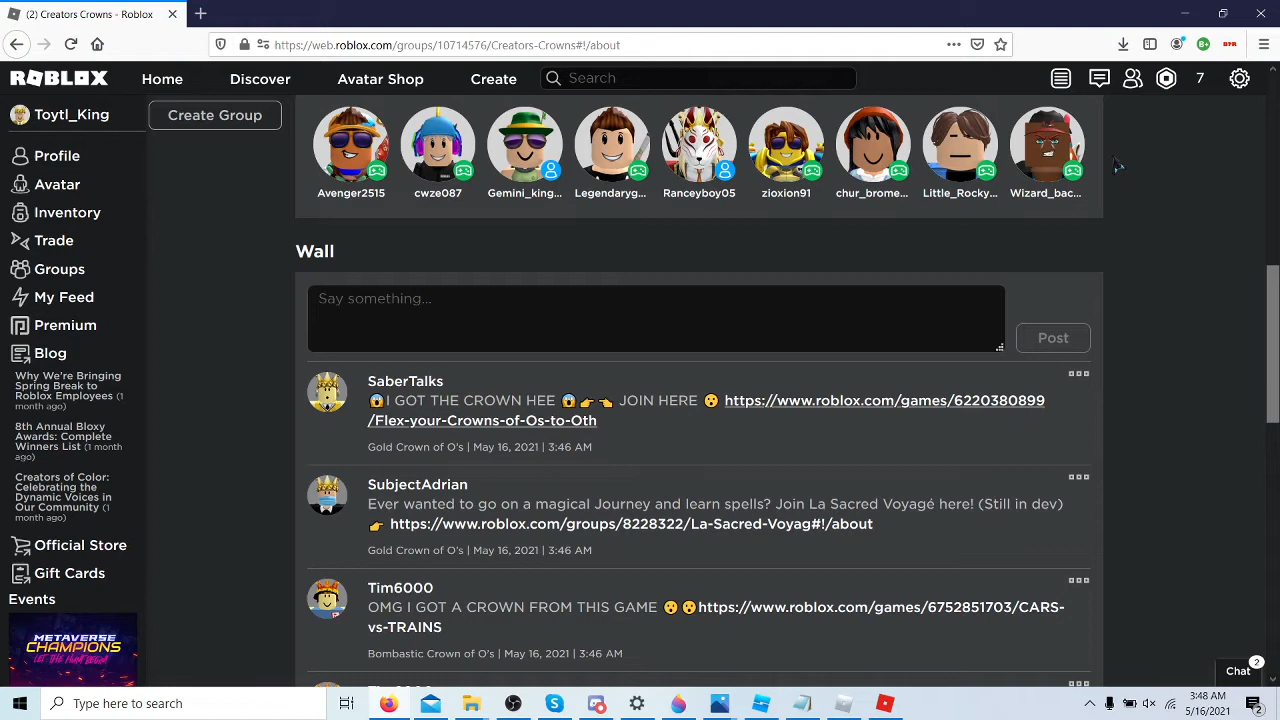 (2) Creators Crowns - Roblox
https://web.roblox.com/groups/10714576/Creators-Crowns#!/about
ROBLOX
Home
Discover
Avatar Shop
Create
Search
7
Toytl_King
Profile
Avatar
Inventory
Trade
Groups
My Feed
Premium
Blog
Why We're Bringing
Spring Break to
Roblox Employees (1
month ago)
8th Annual Bloxy
Awards: Complete
Winners List (1 month
ago)
Creators of Color:
Celebrating the
Dynamic Voices in
Our Community (1
month ago)
Official Store
Gift Cards
Events
METAVERSE
CHAMPIONS
LET THE HUNT BEGIN!
Create Group
Avenger2515
cwze087
Gemini_king...
Legendaryg...
Ranceyboy05
zioxion91
chur_brome...
Little_Rocky...
Wizard_bac...
Wall
Say something...
Post
SaberTalks
😱I GOT THE CROWN HEE 😱👉👈 JOIN HERE 😮 https://www.roblox.com/games/6220380899
/Flex-your-Crowns-of-Os-to-Oth
Gold Crown of O's | May 16, 2021 | 3:46 AM
SubjectAdrian
Ever wanted to go on a magical Journey and learn spells? Join La Sacred Voyagé here! (Still in dev)
👉 https://www.roblox.com/groups/8228322/La-Sacred-Voyag#!/about
Gold Crown of O's | May 16, 2021 | 3:46 AM
Tim6000
OMG I GOT A CROWN FROM THIS GAME 😮😮https://www.roblox.com/games/6752851703/CARS-
vs-TRAINS
Bombastic Crown of O's | May 16, 2021 | 3:46 AM
Chat
2
Type here to search
3:48 AM
5/16/2021
2